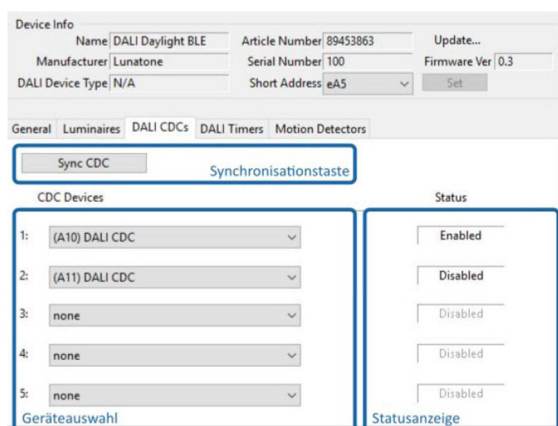 Device Info
Name DALI Daylight BLE Article Number 89453863 Update...
Manufacturer Lunatone Serial Number 100 Firmware Ver 0.3
DALI Device Type N/A Short Address eA5 Set
General Luminaires DALI CDCs DALI Timers Motion Detectors
Sync CDC Synchronisationstaste
CDC Devices Status
1: (A10) DALI CDC Enabled
2: (A11) DALI CDC Disabled
3: none Disabled
4: none Disabled
5: none Disabled
Geräteauswahl Statusanzeige